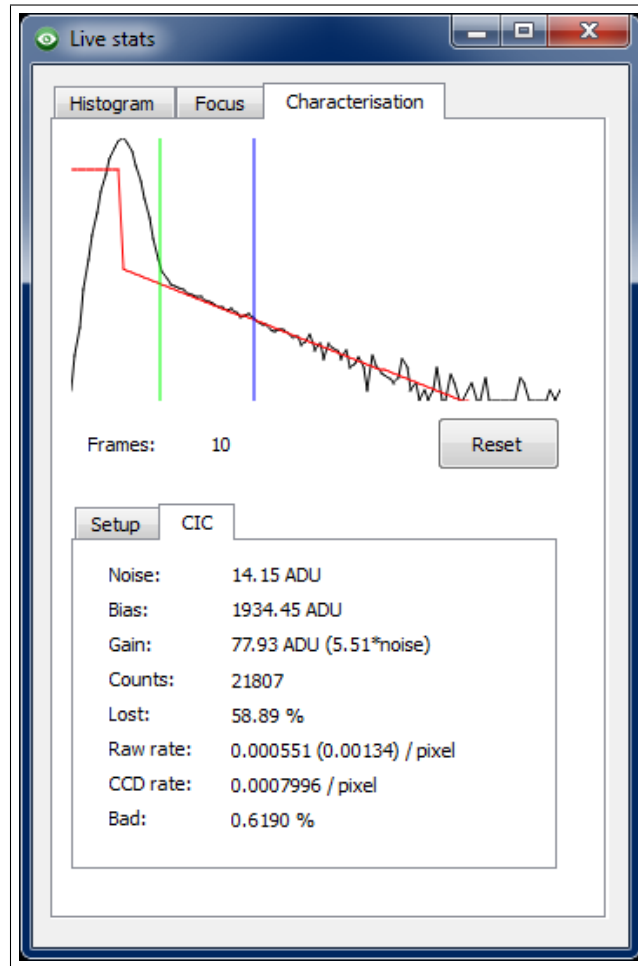 Live stats
Histogram Focus Characterisation
Frames: 10 Reset
Setup CIC
Noise: 14.15 ADU
Bias: 1934.45 ADU
Gain: 77.93 ADU (5.51*noise)
Counts: 21807
Lost: 58.89 %
Raw rate: 0.000551 (0.00134) / pixel
CCD rate: 0.0007996 / pixel
Bad: 0.6190 %